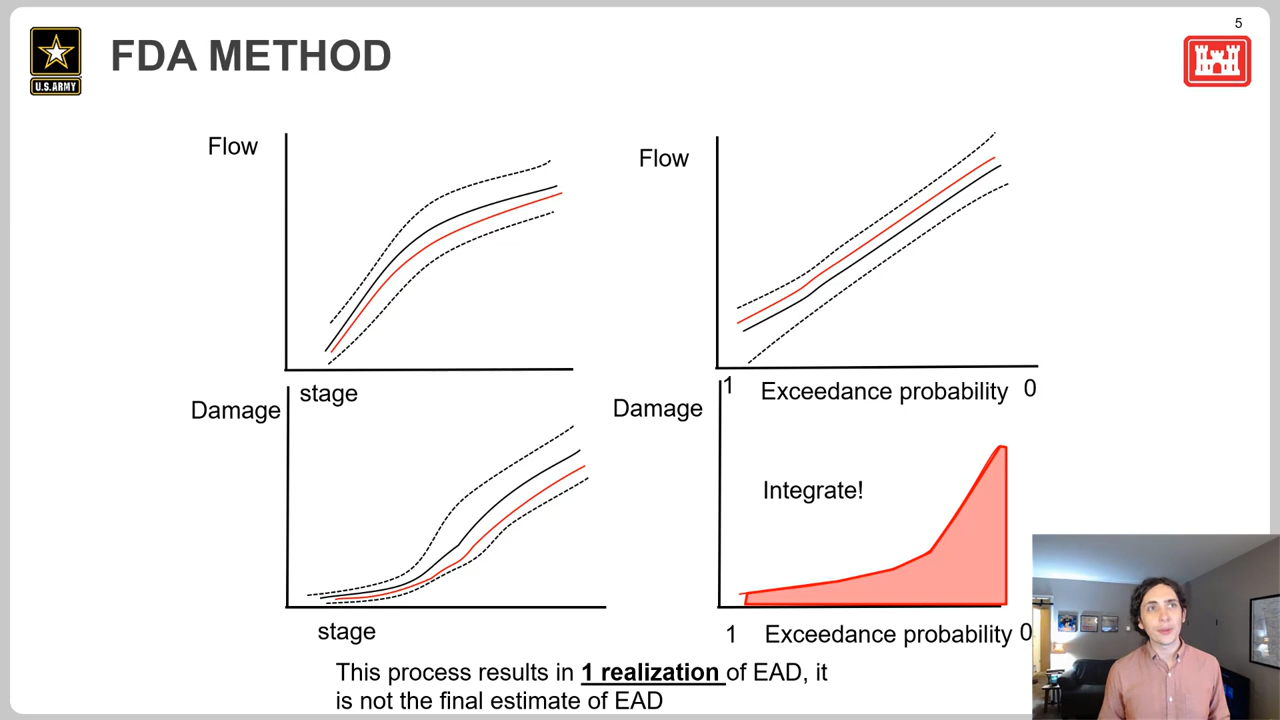 5
U.S.ARMY
FDA METHOD
Flow
Flow
stage
1 Exceedance probability 0
Damage
Damage
Integrate!
stage
1 Exceedance probability 0
This process results in 1 realization of EAD, it
is not the final estimate of EAD